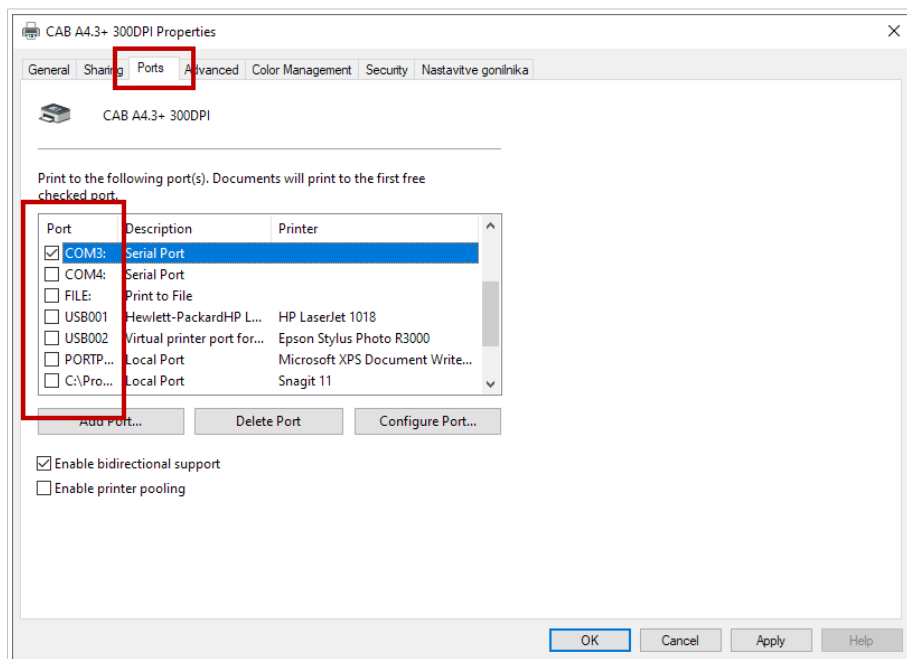 CAB A4.3+ 300DPI Properties
General Sharing Ports Advanced Color Management Security Nastavitve gonilnika
CAB A4.3+ 300DPI
Print to the following port(s). Documents will print to the first free
checked port.
Port Description Printer
COM3: Serial Port
COM4: Serial Port
FILE: Print to File
USB001 Hewlett-PackardHP L... HP LaserJet 1018
USB002 Virtual printer port for... Epson Stylus Photo R3000
PORTP... Local Port Microsoft XPS Document Write...
C:\Pro... Local Port Snagit 11
Add Port... Delete Port Configure Port...
Enable bidirectional support
Enable printer pooling
OK Cancel Apply Help